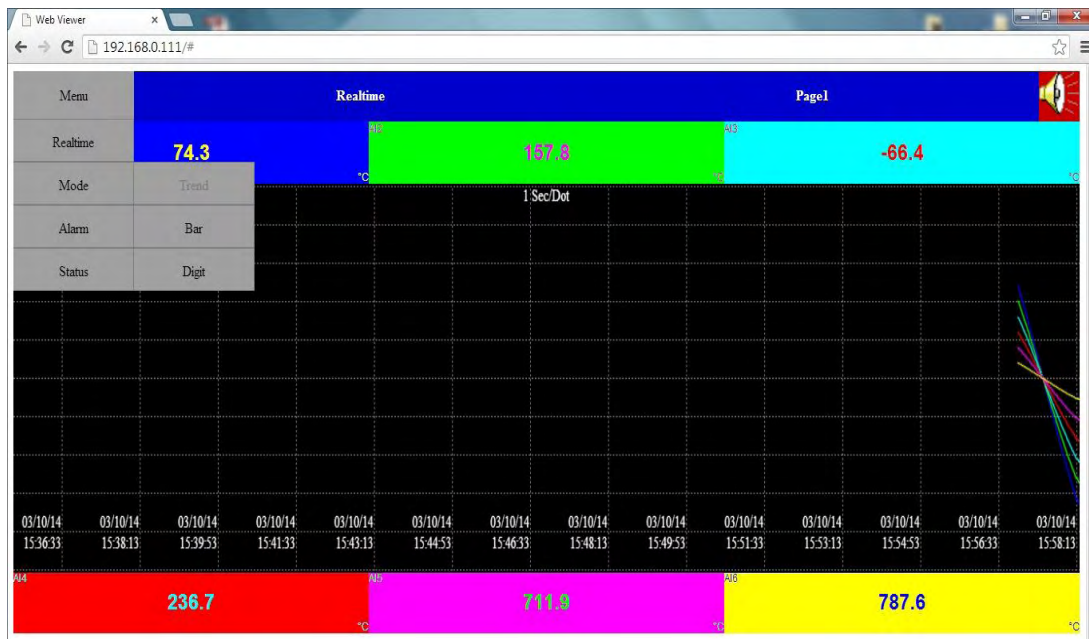 Web Viewer
192.168.0.111/#
Menu
Realtime
Page1
Realtime
74.3
°C
AI2
157.8
°C
AI3
-66.4
°C
Mode
Trend
1 Sec/Dot
Alarm
Bar
Status
Digit
03/10/14 03/10/14 03/10/14 03/10/14 03/10/14 03/10/14 03/10/14 03/10/14 03/10/14 03/10/14 03/10/14 03/10/14 03/10/14 03/10/14
15:36:33 15:38:13 15:39:53 15:41:33 15:43:13 15:44:53 15:46:33 15:48:13 15:49:53 15:51:33 15:53:13 15:54:53 15:56:33 15:58:13
AI4
236.7
°C
AI5
711.9
°C
AI6
787.6
°C